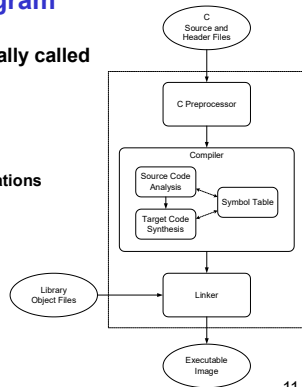 gram
ally called
ations
C
Source and
Header Files
C Preprocessor
Compiler
Source Code
Analysis
Symbol Table
Target Code
Synthesis
Library
Object Files
Linker
Executable
Image
11